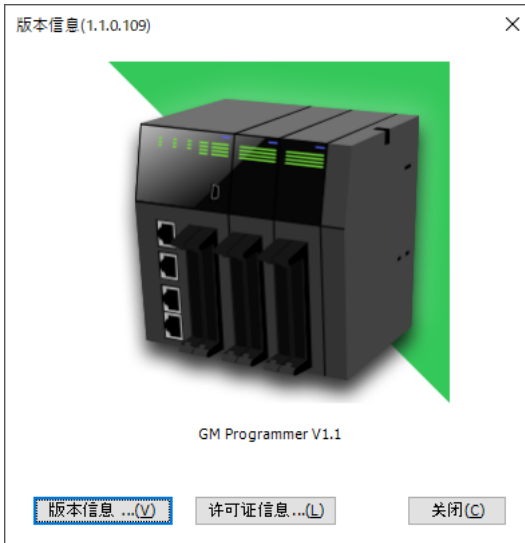 版本信息(1.1.0.109)
GM Programmer V1.1
版本信息 ...(V)
许可证信息...(L)
关闭(C)